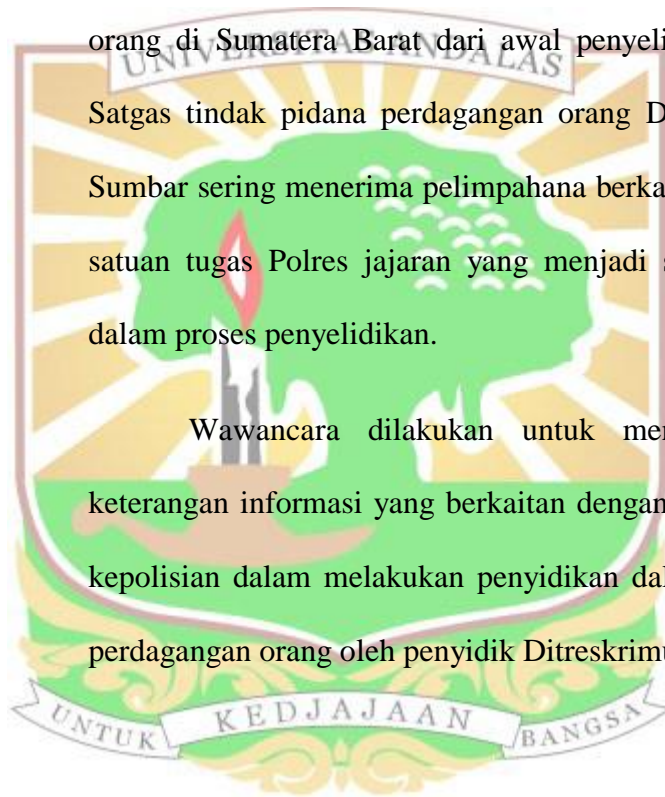 orang di Sumatera Barat dari awal penyeli
UNIVERSITAS ANDALAS
Satgas tindak pidana perdagangan orang D
Sumbar sering menerima pelimpahana berka
satuan tugas Polres jajaran yang menjadi s
dalam proses penyelidikan.
Wawancara dilakukan untuk men
keterangan informasi yang berkaitan dengan
kepolisian dalam melakukan penyidikan dal
perdagangan orang oleh penyidik Ditreskrimu
UNTUK KEDJAJAAN BANGSA